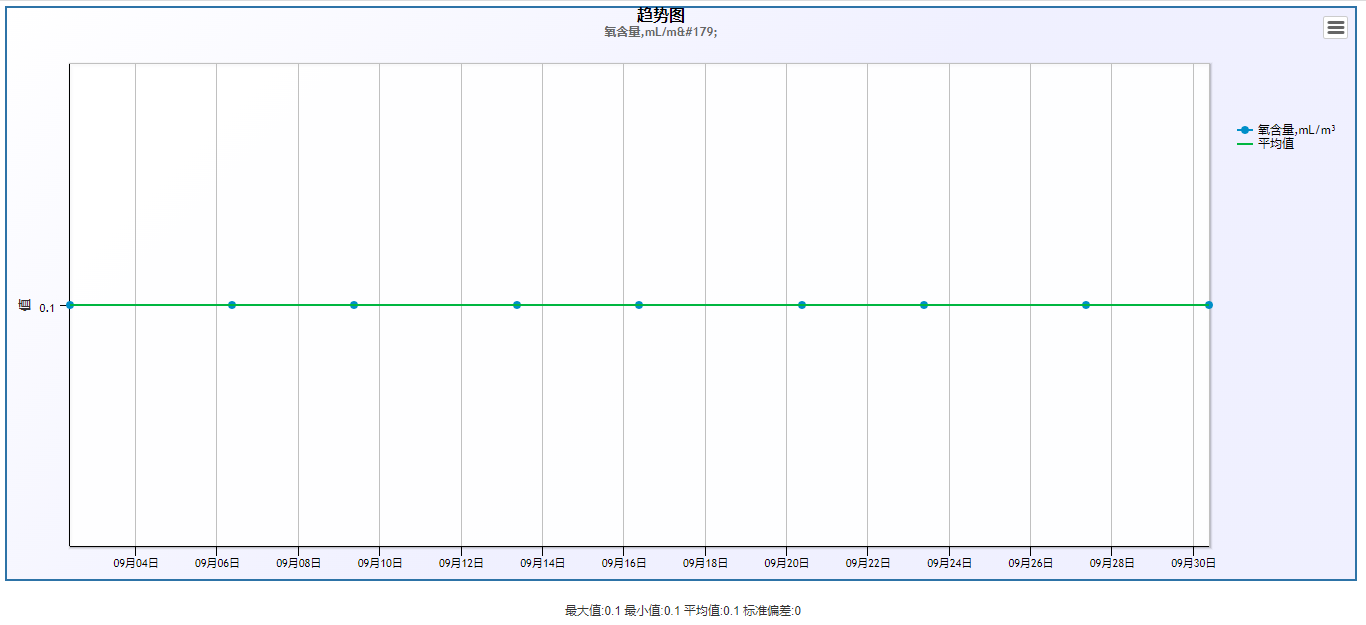 趋势图
氧含量,mL/m&#179;
氧含量,mL/m³
平均值
值
0.1
09月04日 09月06日 09月08日 09月10日 09月12日 09月14日 09月16日 09月18日 09月20日 09月22日 09月24日 09月26日 09月28日 09月30日
最大值:0.1 最小值:0.1 平均值:0.1 标准偏差:0